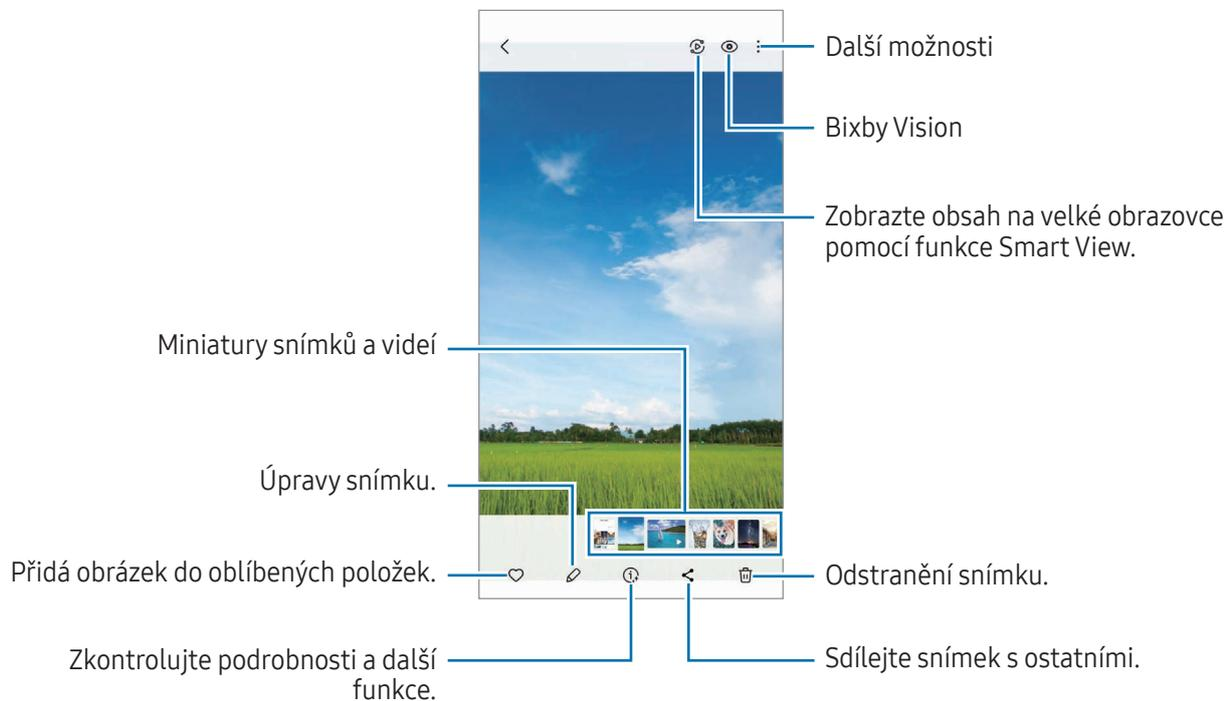 Další možnosti
Bixby Vision
Zobrazte obsah na velké obrazovce
pomocí funkce Smart View.
Miniatury snímků a videí
Úpravy snímku.
Přidá obrázek do oblíbených položek.
Odstranění snímku.
Zkontrolujte podrobnosti a další
funkce.
Sdílejte snímek s ostatními.